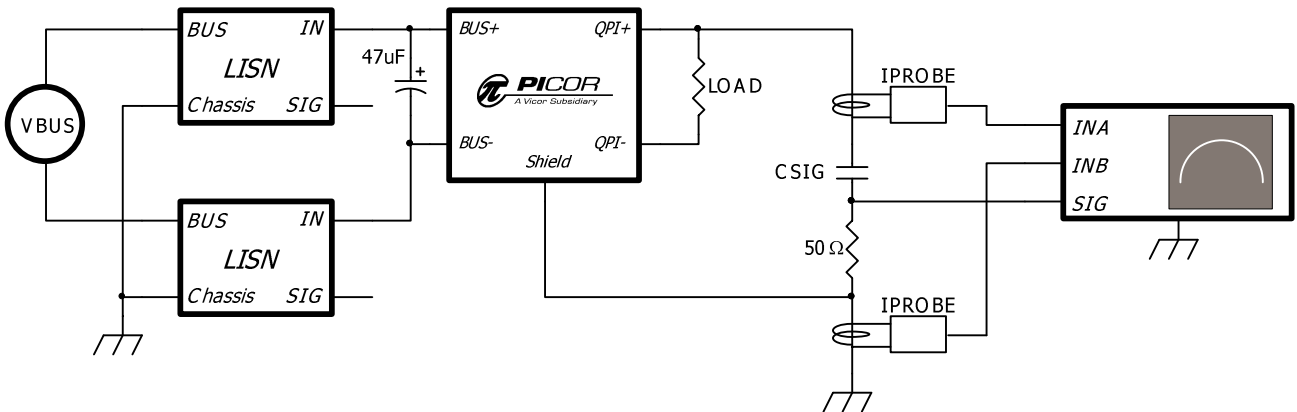 BUS IN
LISN
Chassis SIG
VBUS
BUS IN
LISN
Chassis SIG
47uF
+
BUS+ QPI+
π PICOR
A Vicor Subsidiary
BUS- QPI-
Shield
LOAD
IPROBE
CSIG
50 Ω
IPROBE
INA
INB
SIG